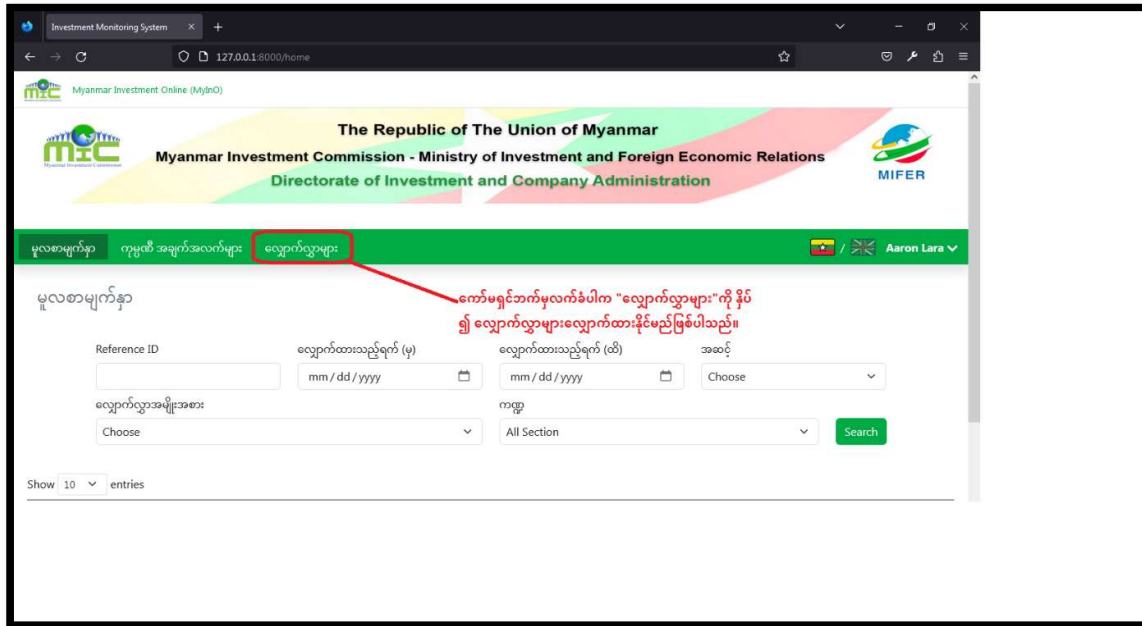 Investment Monitoring System
127.0.0.1:8000/home
MIC
Myanmar Investment Online (MyInO)
MIC
Myanmar Investment Commission
The Republic of The Union of Myanmar
Myanmar Investment Commission - Ministry of Investment and Foreign Economic Relations
Directorate of Investment and Company Administration
MIFER
မူလစာမျက်နှာ ကုမ္ပဏီ အချက်အလက်များ လျှောက်လွှာများ / Aaron Lara
မူလစာမျက်နှာ
ကော်မရှင်ဘက်မှလက်ခံပါက "လျှောက်လွှာများ"ကို နှိပ်
၍ လျှောက်လွှာများလျှောက်ထားနိုင်မည်ဖြစ်ပါသည်။
Reference ID လျှောက်ထားသည့်ရက် (မှ) လျှောက်ထားသည့်ရက် (ထိ) အဆင့်
mm / dd / yyyy mm / dd / yyyy Choose
လျှောက်လွှာအမျိုးအစား ကဏ္ဍ
Choose All Section Search
Show 10 entries